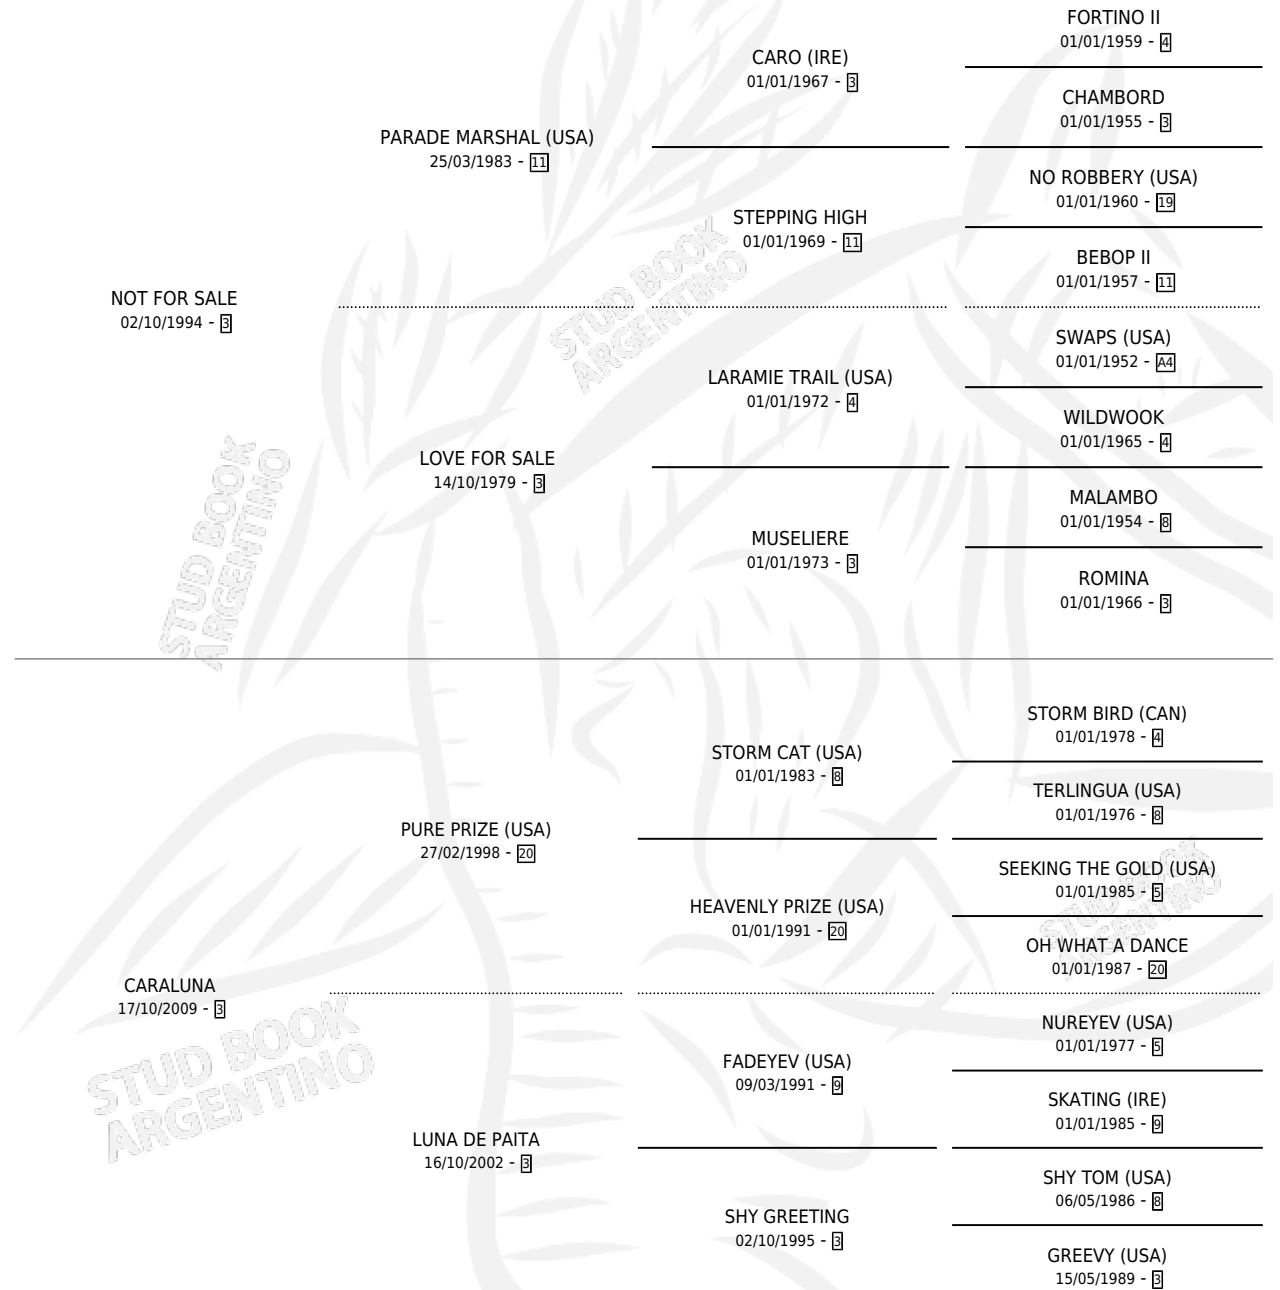 FORTINO II
01/01/1959 - 4
CARO (IRE)
01/01/1967 - 3
CHAMBORD
01/01/1955 - 3
PARADE MARSHAL (USA)
25/03/1983 - 11
NO ROBBERY (USA)
01/01/1960 - 19
STEPPING HIGH
01/01/1969 - 11
BEBOP II
01/01/1957 - 11
NOT FOR SALE
02/10/1994 - 3
SWAPS (USA)
01/01/1952 - A4
LARAMIE TRAIL (USA)
01/01/1972 - 4
WILDWOOK
01/01/1965 - 4
LOVE FOR SALE
14/10/1979 - 3
MALAMBO
01/01/1954 - 8
MUSELIERE
01/01/1973 - 3
ROMINA
01/01/1966 - 3
STORM BIRD (CAN)
01/01/1978 - 4
STORM CAT (USA)
01/01/1983 - 8
TERLINGUA (USA)
01/01/1976 - 8
PURE PRIZE (USA)
27/02/1998 - 20
SEEKING THE GOLD (USA)
01/01/1985 - 5
HEAVENLY PRIZE (USA)
01/01/1991 - 20
OH WHAT A DANCE
01/01/1987 - 20
CARALUNA
17/10/2009 - 3
NUREYEV (USA)
01/01/1977 - 5
FADEYEV (USA)
09/03/1991 - 9
SKATING (IRE)
01/01/1985 - 9
LUNA DE PAITA
16/10/2002 - 3
SHY TOM (USA)
06/05/1986 - 8
SHY GREETING
02/10/1995 - 3
GREEVY (USA)
15/05/1989 - 3
STUD BOOK
ARGENTINO
STUD BOOK
ARGENTINO
STUD BOOK
ARGENTINO
STUD BOOK
ARGENTINO